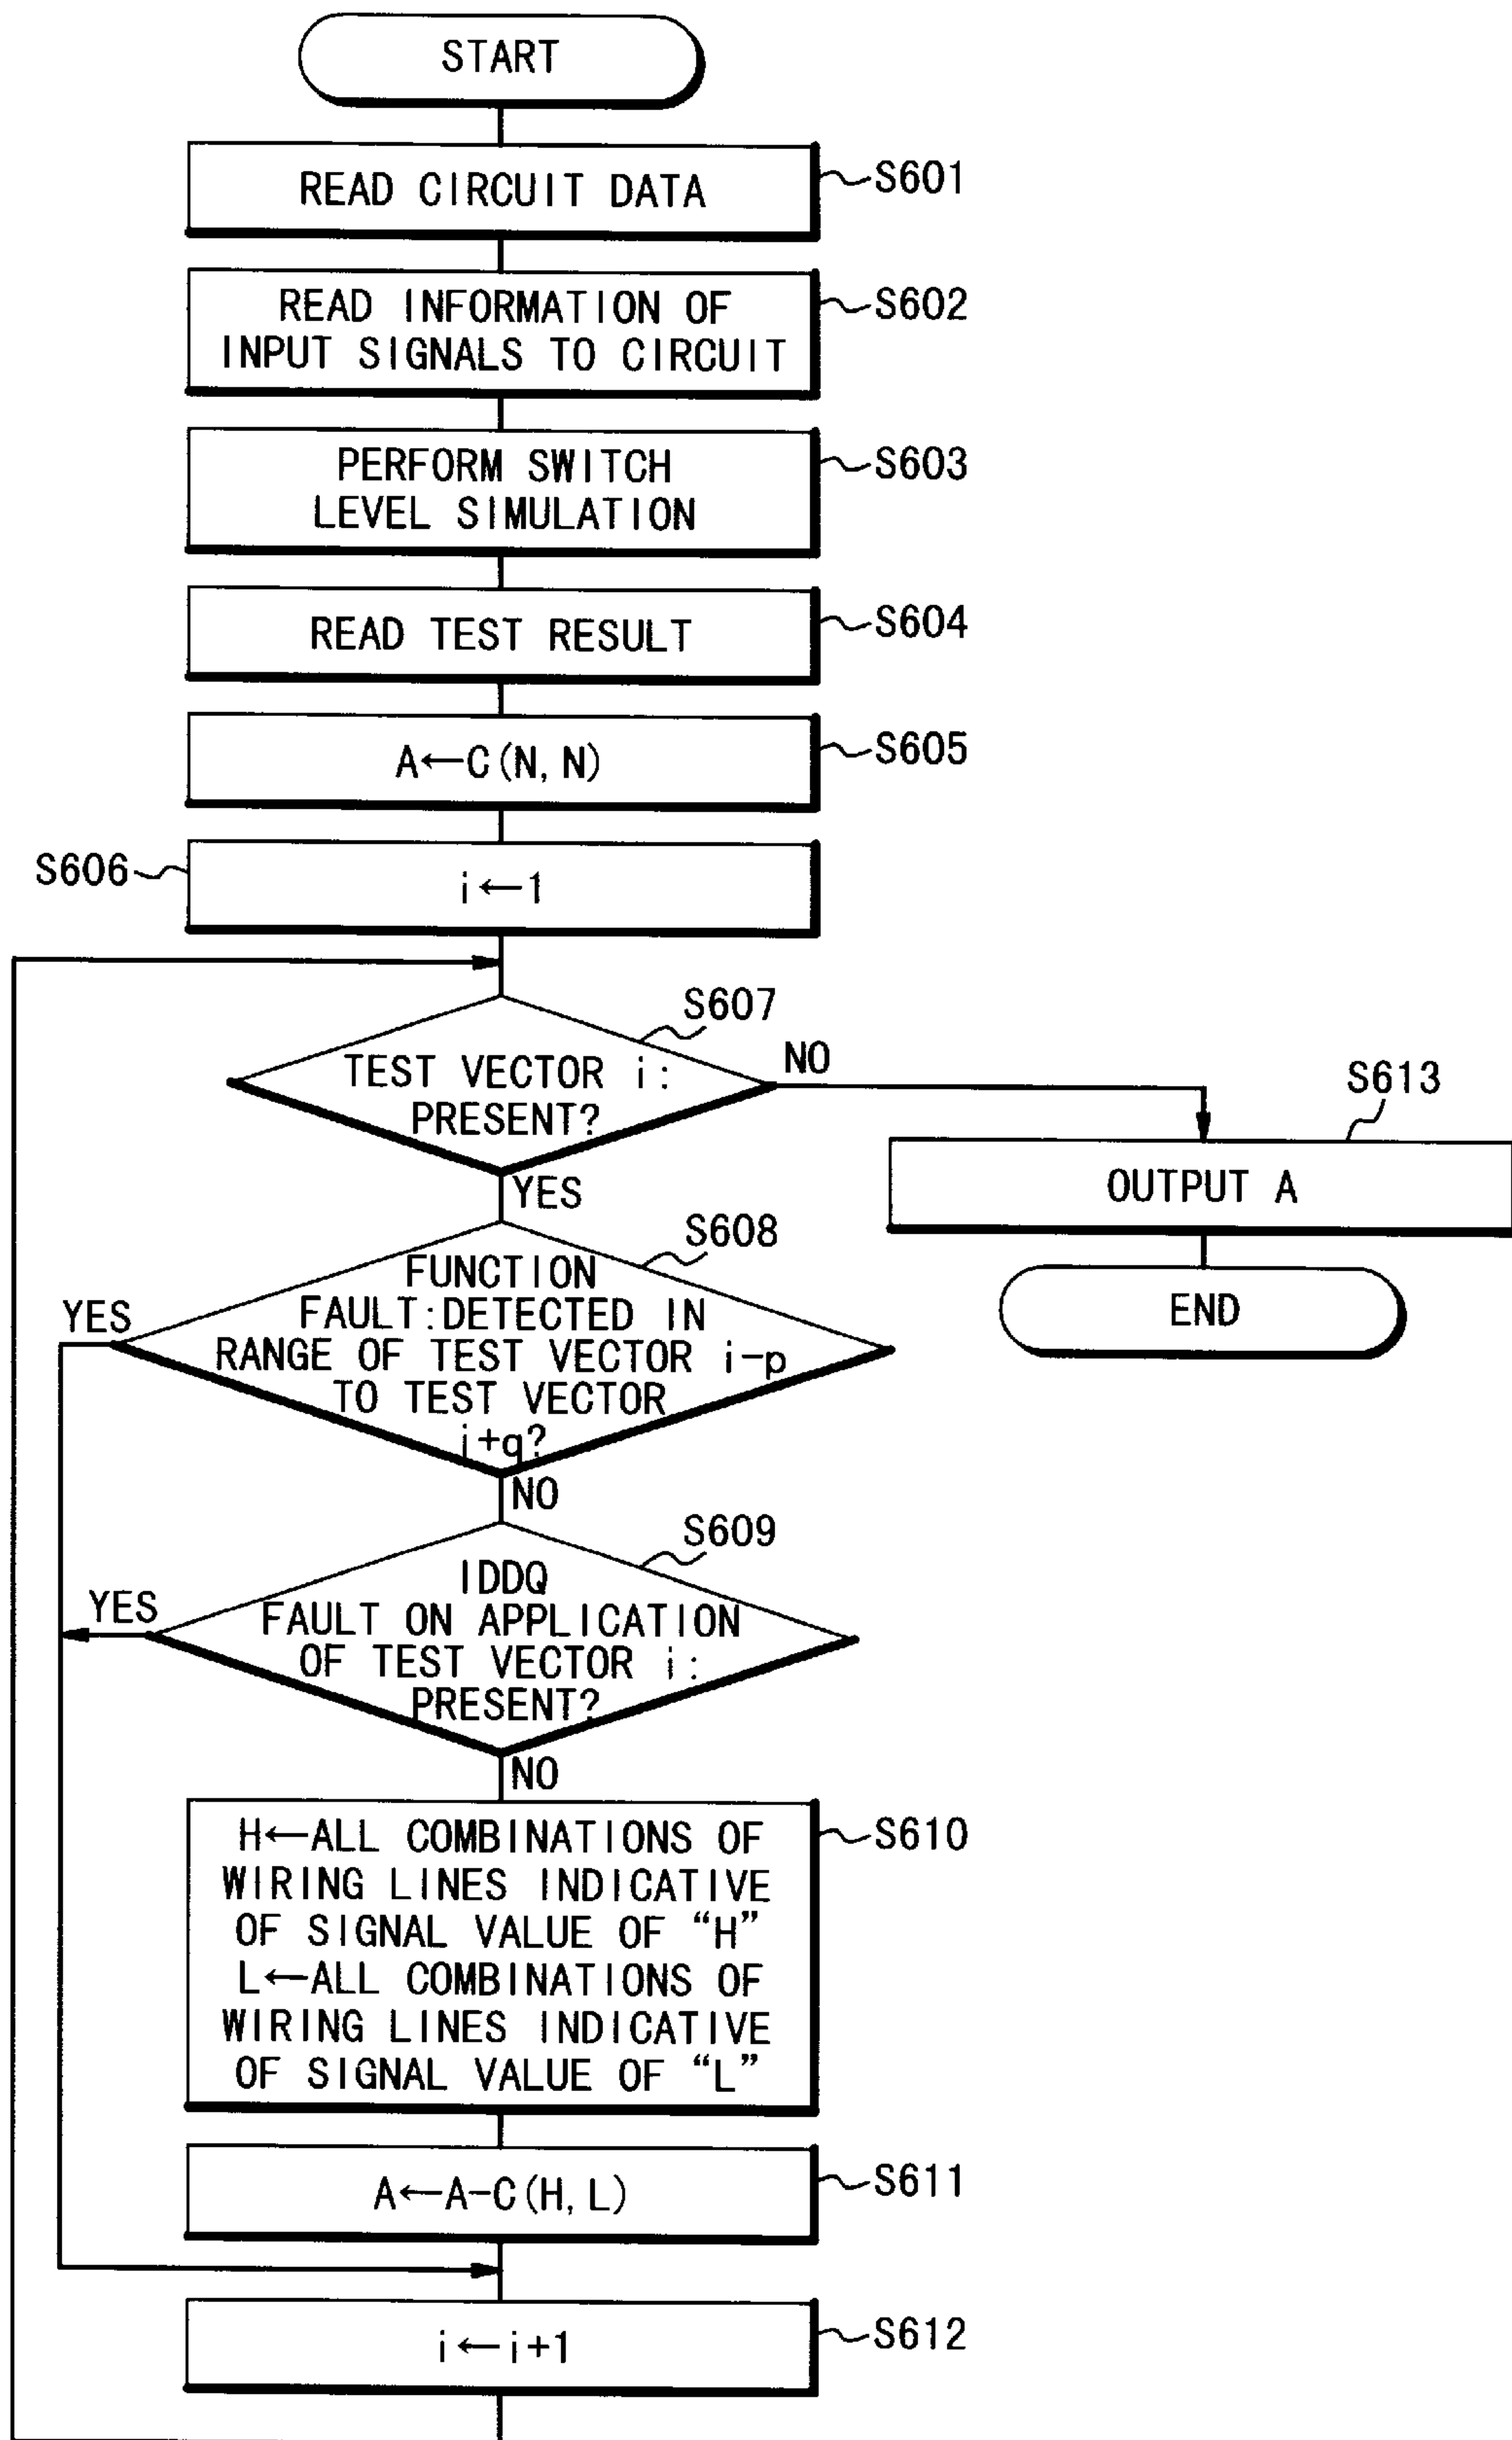 START
READ CIRCUIT DATA
S601
READ INFORMATION OF
INPUT SIGNALS TO CIRCUIT
S602
PERFORM SWITCH
LEVEL SIMULATION
S603
READ TEST RESULT
S604
A←C(N,N)
S605
S606
i←1
S607
TEST VECTOR i:
PRESENT?
NO
YES
S613
OUTPUT A
END
S608
FUNCTION
FAULT:DETECTED IN
RANGE OF TEST VECTOR i-p
TO TEST VECTOR
i+q?
YES
NO
S609
IDDQ
FAULT ON APPLICATION
OF TEST VECTOR i:
PRESENT?
YES
NO
H←ALL COMBINATIONS OF
WIRING LINES INDICATIVE
OF SIGNAL VALUE OF “H”
L←ALL COMBINATIONS OF
WIRING LINES INDICATIVE
OF SIGNAL VALUE OF “L”
S610
A←A-C(H,L)
S611
i←i+1
S612